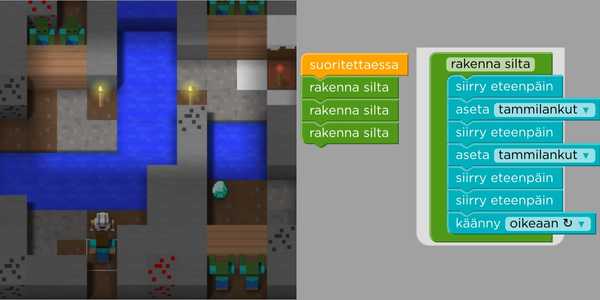 suoritettaessa
rakenna silta
rakenna silta
rakenna silta
rakenna silta
siirry eteenpäin
aseta tammilankut
siirry eteenpäin
aseta tammilankut
siirry eteenpäin
siirry eteenpäin
käänny oikeaan ↻